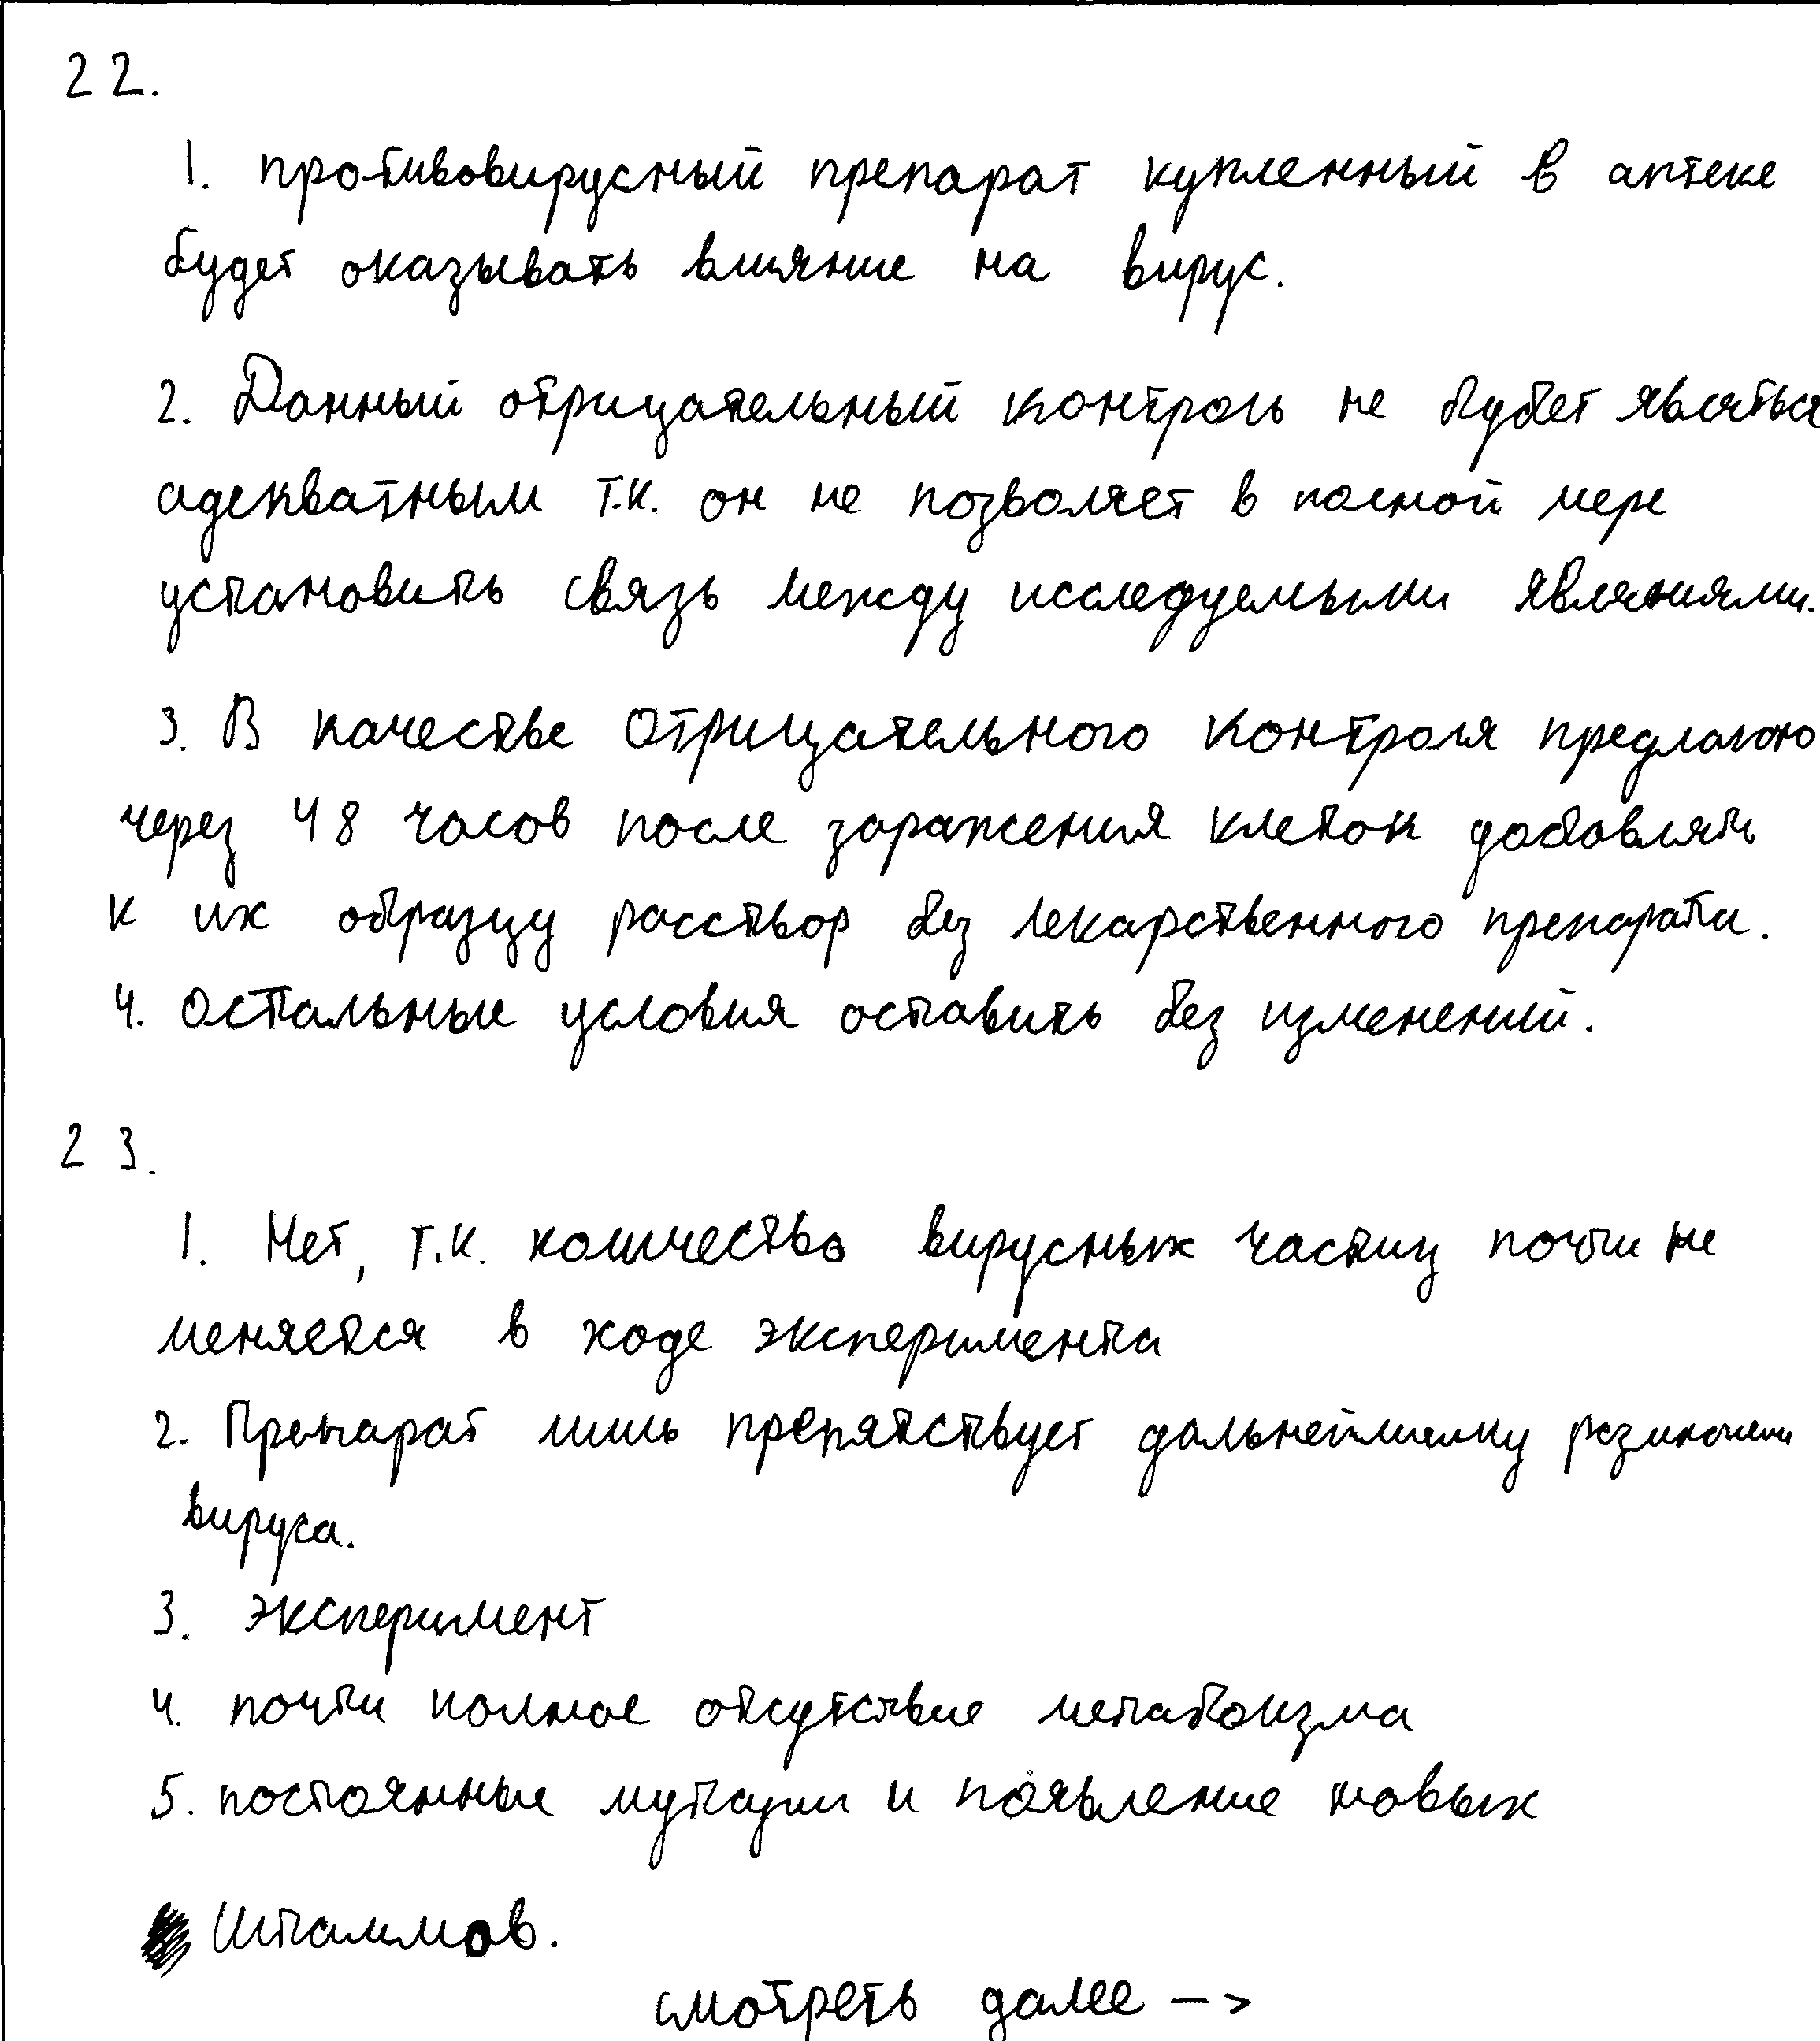 22.
1. противовирусный препарат купленный в аптеке
будет оказывать влияние на вирус.
2. Данный отрицательный контроль не будет являться
адекватным т.к. он не позволяет в полной мере
установить связь между исследуемыми явлениями.
3. В качестве отрицательного контроля предлагаю
через 48 часов после заражения клеток добавлять
к их образцу расствор без лекарственного препарата.
4. Остальные условия оставить без изменений.
23.
1. Нет, т.к. количество вирусных частиц почти не
меняется в ходе эксперимента
2. Препарат лишь препятствует дальнейшему
вируса.
3. эксперимент
4. почти полное отсутствие метаболизма
5. постоянные мутации и появление новых
Штаммов.
смотреть далее –>